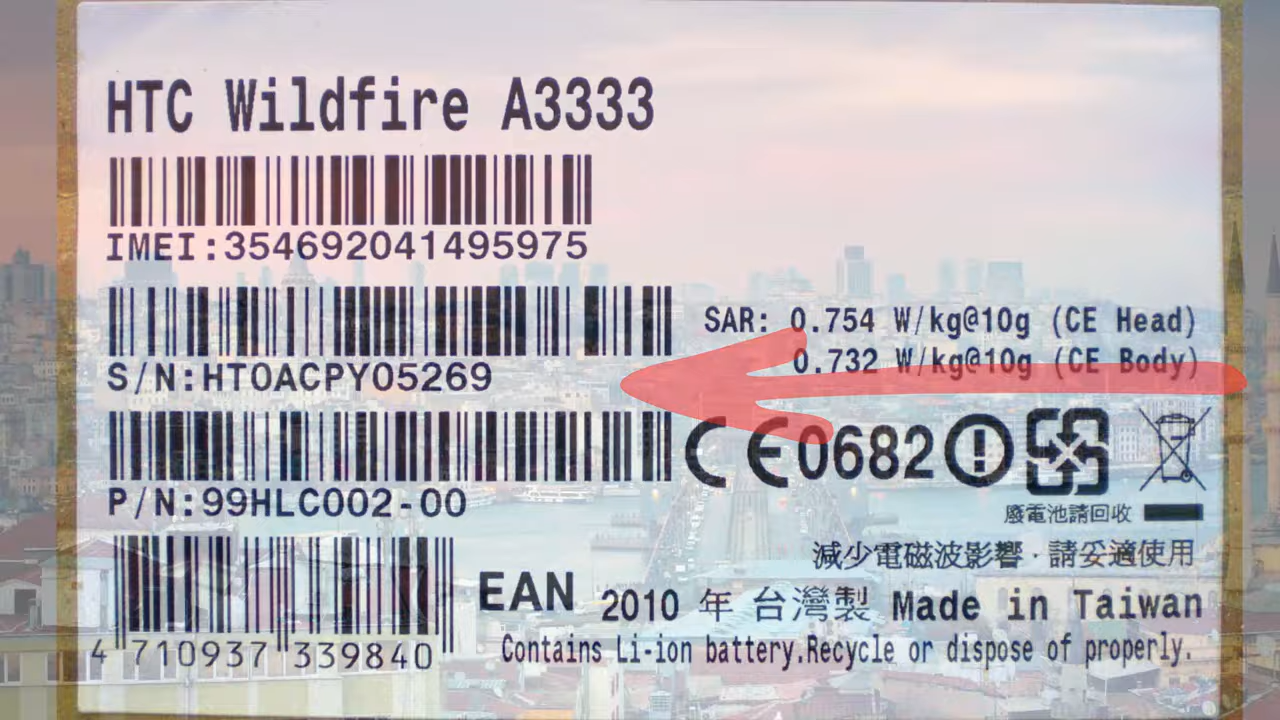 HTC Wildfire A3333
IMEI:354692041495975
S/N:HT0ACPY05269
P/N:99HLC002-00
4 710937 339840
EAN
SAR: 0.754 W/kg@10g (CE Head)
0.732 W/kg@10g (CE Body)
CE0682
廢電池請回收
減少電磁波影響·請妥適使用
2010 年 台灣製 Made in Taiwan
Contains Li-ion battery.Recycle or dispose of properly.